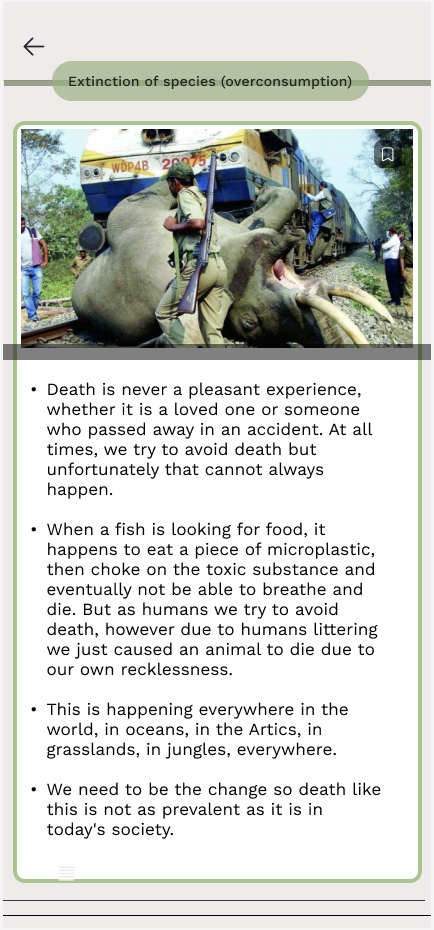 Extinction of species (overconsumption)
WDP4B 20075
• Death is never a pleasant experience,
whether it is a loved one or someone
who passed away in an accident. At all
times, we try to avoid death but
unfortunately that cannot always
happen.
• When a fish is looking for food, it
happens to eat a piece of microplastic,
then choke on the toxic substance and
eventually not be able to breathe and
die. But as humans we try to avoid
death, however due to humans littering
we just caused an animal to die due to
our own recklessness.
• This is happening everywhere in the
world, in oceans, in the Artics, in
grasslands, in jungles, everywhere.
• We need to be the change so death like
this is not as prevalent as it is in
today's society.